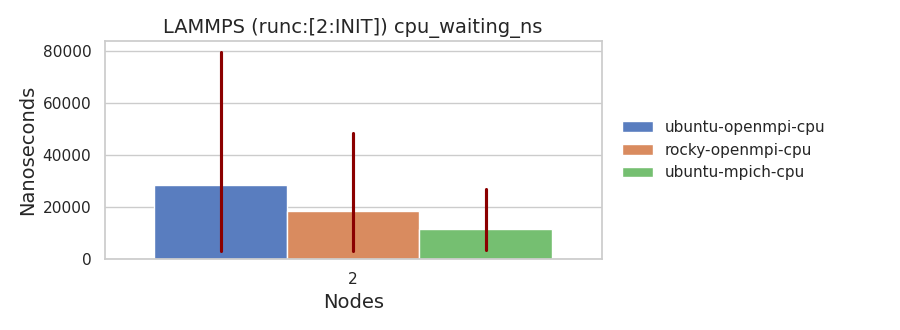 LAMMPS (runc:[2:INIT]) cpu_waiting_ns
80000
60000
40000
20000
0
Nanoseconds
2
Nodes
ubuntu-openmpi-cpu
rocky-openmpi-cpu
ubuntu-mpich-cpu